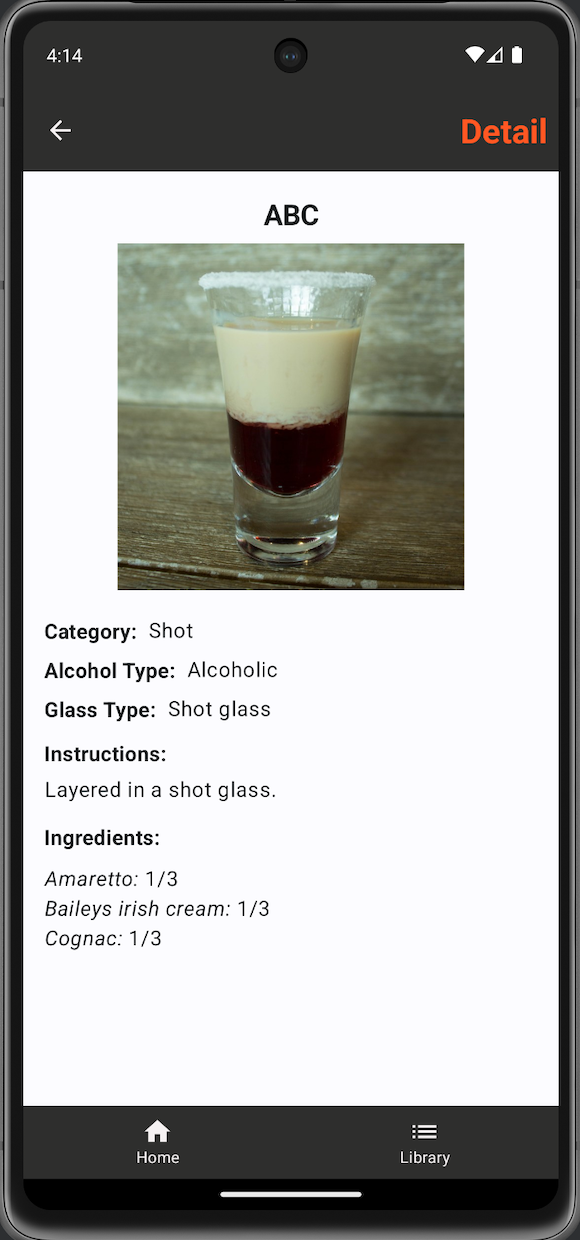 4:14
Detail
ABC
Category: Shot
Alcohol Type: Alcoholic
Glass Type: Shot glass
Instructions:
Layered in a shot glass.
Ingredients:
Amaretto: 1/3
Baileys irish cream: 1/3
Cognac: 1/3
Home
Library